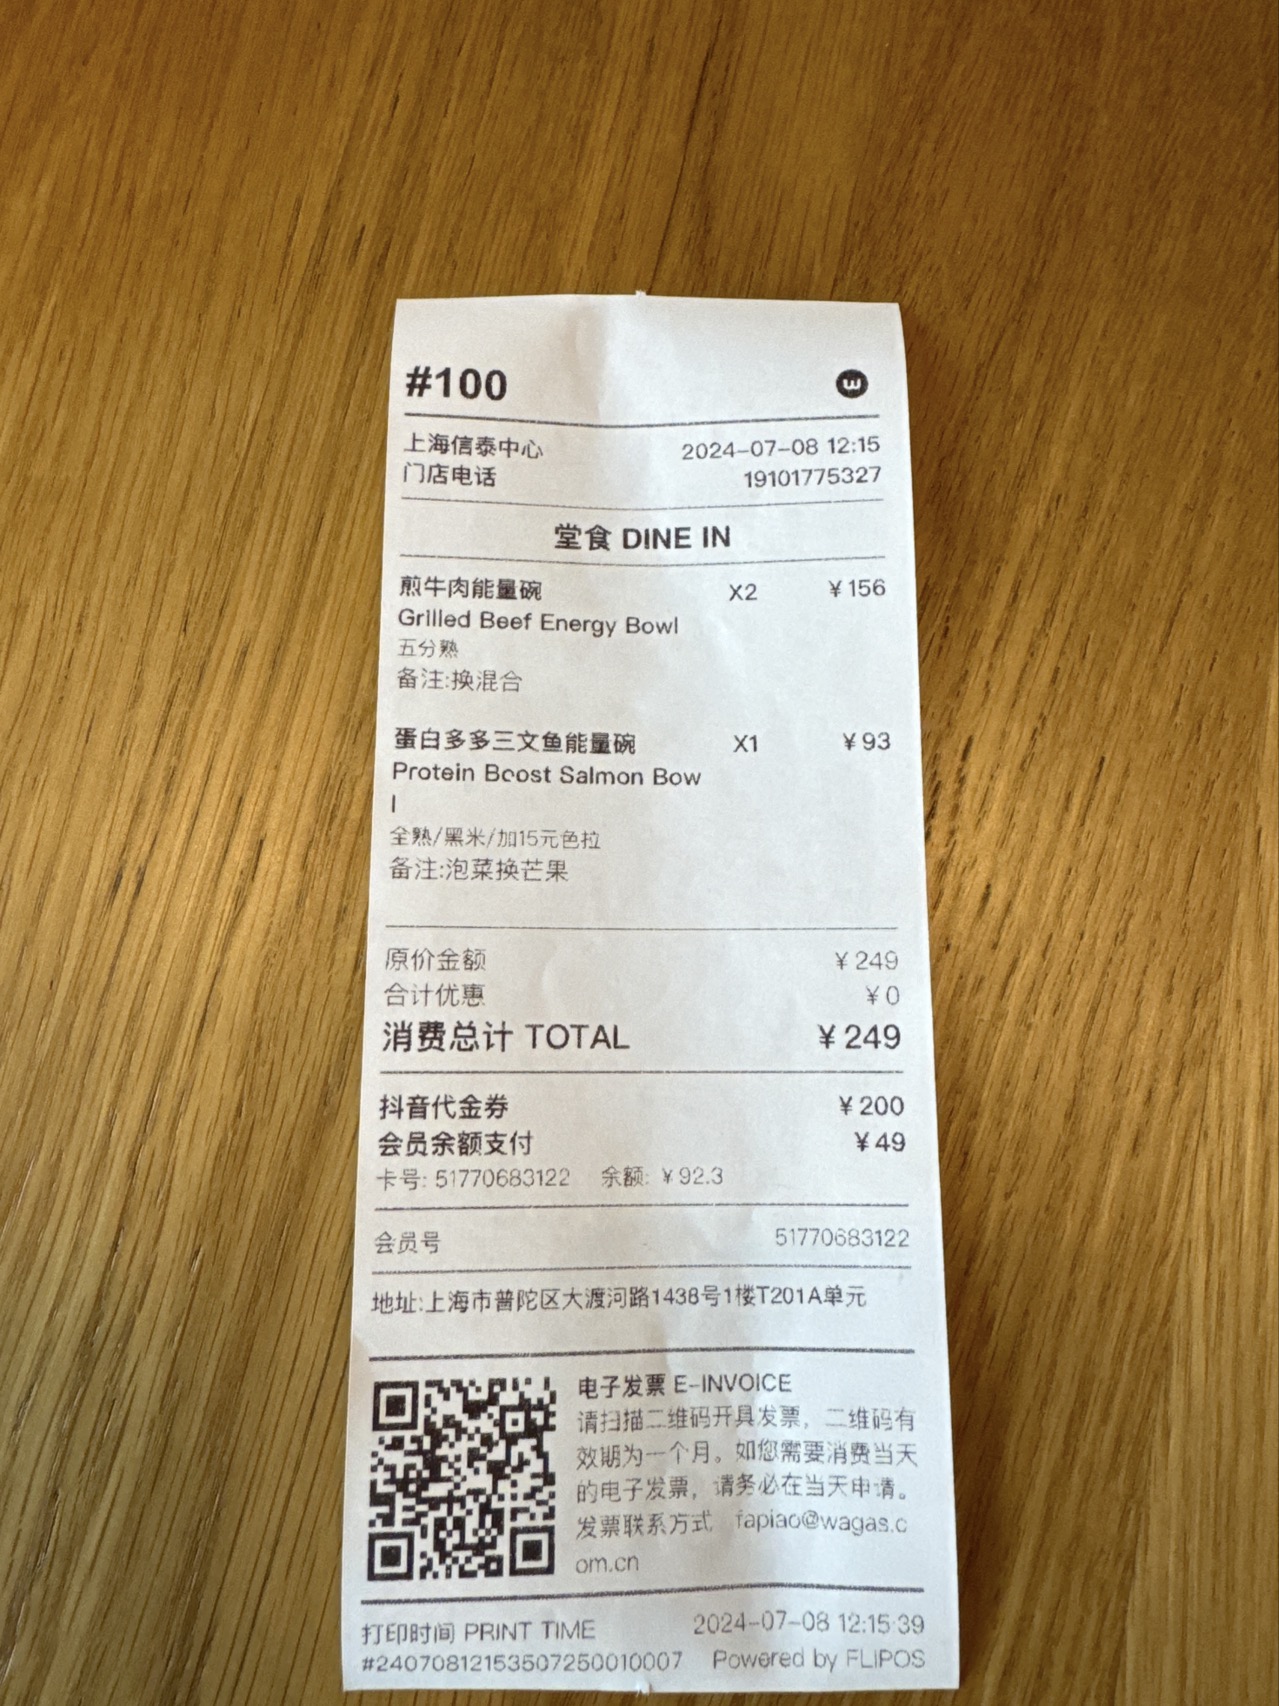 #100
上海信泰中心 2024-07-08 12:15
门店电话 19101775327
堂食 DINE IN
煎牛肉能量碗 X2 ¥156
Grilled Beef Energy Bowl
五分熟
备注:换混合
蛋白多多三文鱼能量碗 X1 ¥93
Protein Boost Salmon Bow
l
全熟/黑米/加15元色拉
备注:泡菜换芒果
原价金额 ¥249
合计优惠 ¥0
消费总计 TOTAL ¥249
抖音代金券 ¥200
会员余额支付 ¥49
卡号: 51770683122 余额: ¥92.3
会员号 51770683122
地址:上海市普陀区大渡河路1438号1楼T201A单元
电子发票 E-INVOICE
请扫描二维码开具发票，二维码有
效期为一个月。如您需要消费当天
的电子发票，请务必在当天申请。
发票联系方式 fapiao@wagas.c
om.cn
打印时间 PRINT TIME 2024-07-08 12:15:39
#24070812153507250010007 Powered by FLIPOS